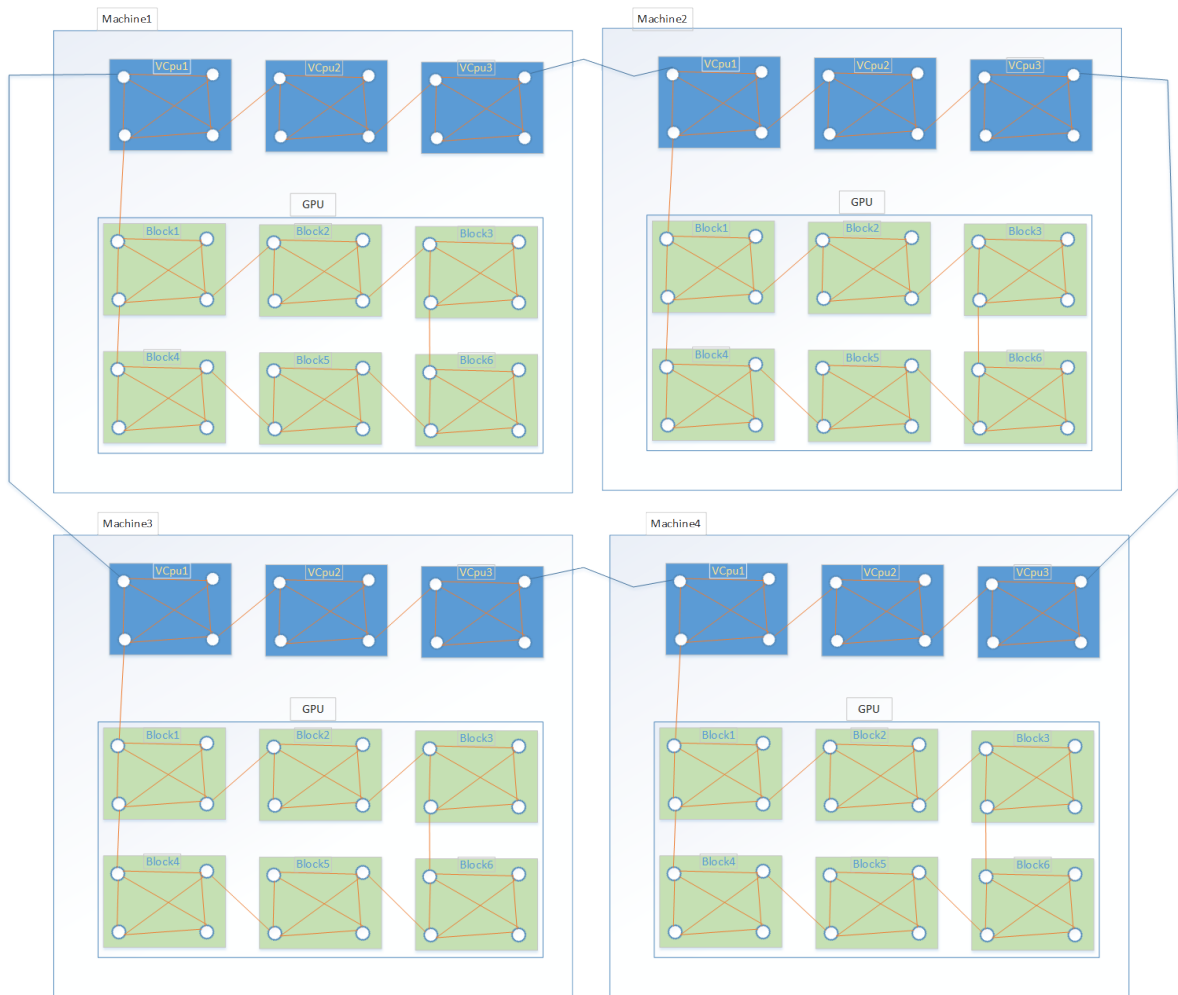 Machine1
Machine2
VCpu1
VCpu2
VCpu3
VCpu1
VCpu2
VCpu3
GPU
GPU
Block1
Block2
Block3
Block1
Block2
Block3
Block4
Block5
Block6
Block4
Block5
Block6
Machine3
Machine4
VCpu1
VCpu2
VCpu3
VCpu1
VCpu2
VCpu3
GPU
GPU
Block1
Block2
Block3
Block1
Block2
Block3
Block4
Block5
Block6
Block4
Block5
Block6